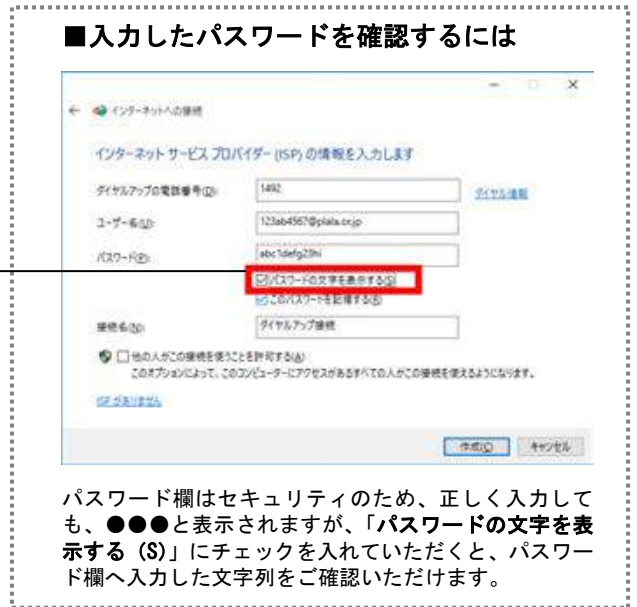 ■入力したパスワードを確認するには
インターネットへの接続
インターネット サービス プロバイダー (ISP) の情報を入力します
ダイヤルアップの電話番号(D): 1492 ダイヤル情報
ユーザー名(U): 123ab4567@plala.or.jp
パスワード(P): abc1defg23hi
パスワードの文字を表示する(S)
このパスワードを記憶する(R)
接続名(N): ダイヤルアップ接続
他の人がこの接続を使うことを許可する(A)
このオプションによって、このコンピューターにアクセスがあるすべての人がこの接続を使えるようになります。
ISP がありません
作成(C) キャンセル
パスワード欄はセキュリティのため、正しく入力して
も、●●●と表示されますが、「パスワードの文字を表
示する (S)」にチェックを入れていただくと、パスワー
ド欄へ入力した文字列をご確認いただけます。